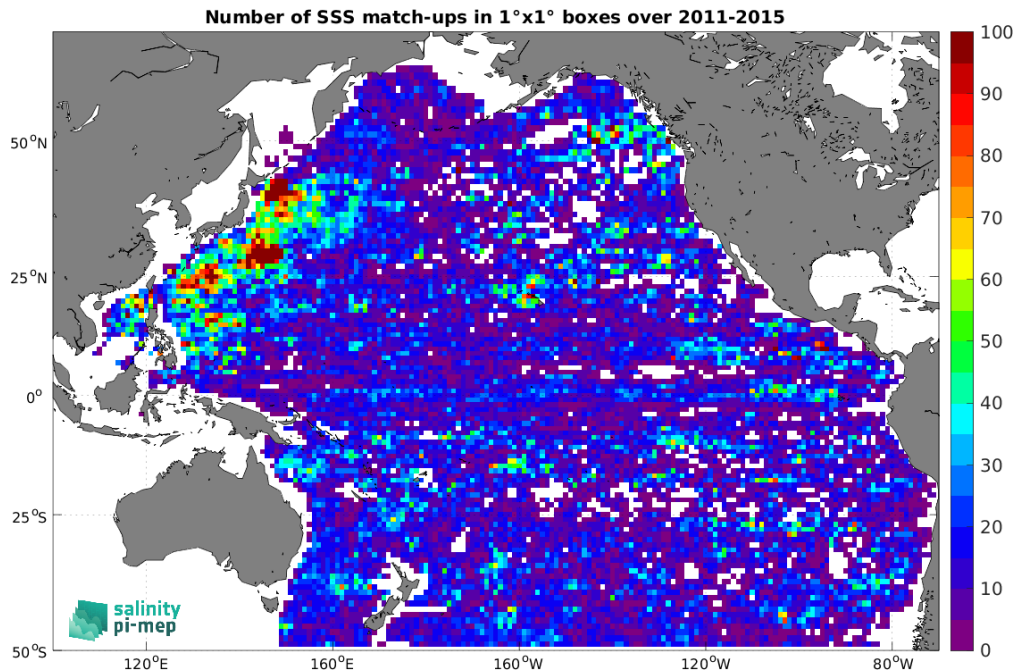 Number of SSS match-ups in 1°x1° boxes over 2011-2015
100
90
80
70
60
50
40
30
20
10
0
50°N
25°N
0°
25°S
50°S
120°E
160°E
160°W
120°W
80°W
salinity
pi-mep